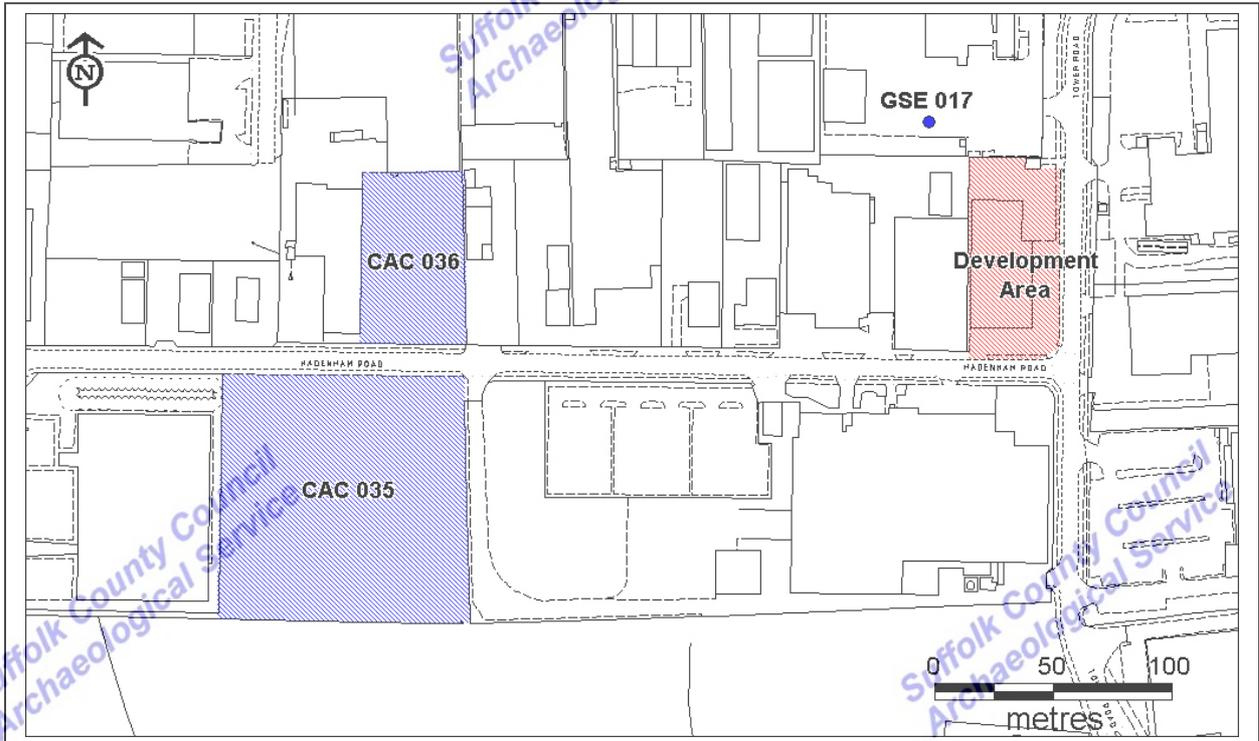 Suffolk
Archaeolo
N
TOWER ROAD
GSE 017
CAC 036
Development
Area
HADENHAM ROAD
HADENHAM ROAD
CAC 035
Suffolk County Council
Archaeological Service
Suffolk County Council
Archaeological Service
0 50 100
metres
ROAD